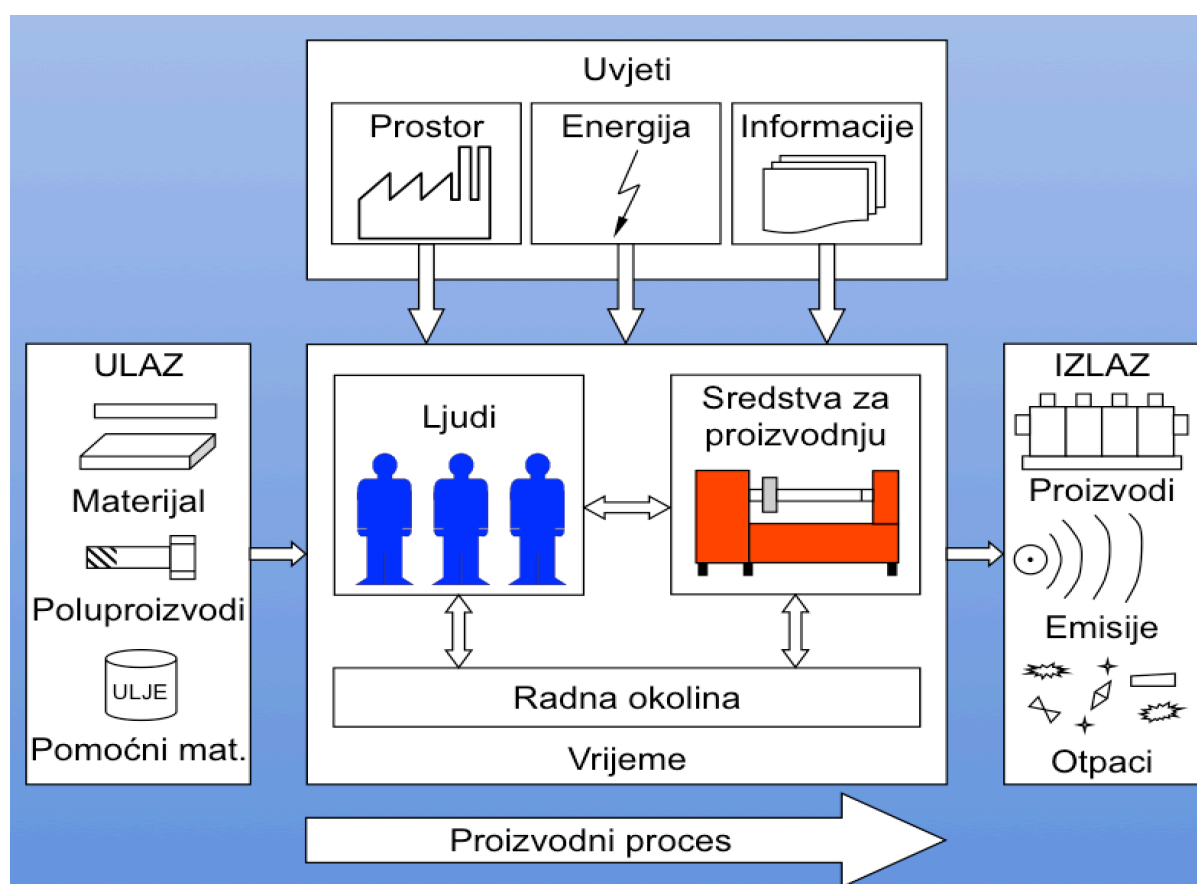 Uvjeti
Prostor
Energija
Informacije
ULAZ
Materijal
Poluproizvodi
ULJE
Pomoćni mat.
Ljudi
Sredstva za
proizvodnju
Radna okolina
Vrijeme
IZLAZ
Proizvodi
Emisije
Otpaci
Proizvodni proces